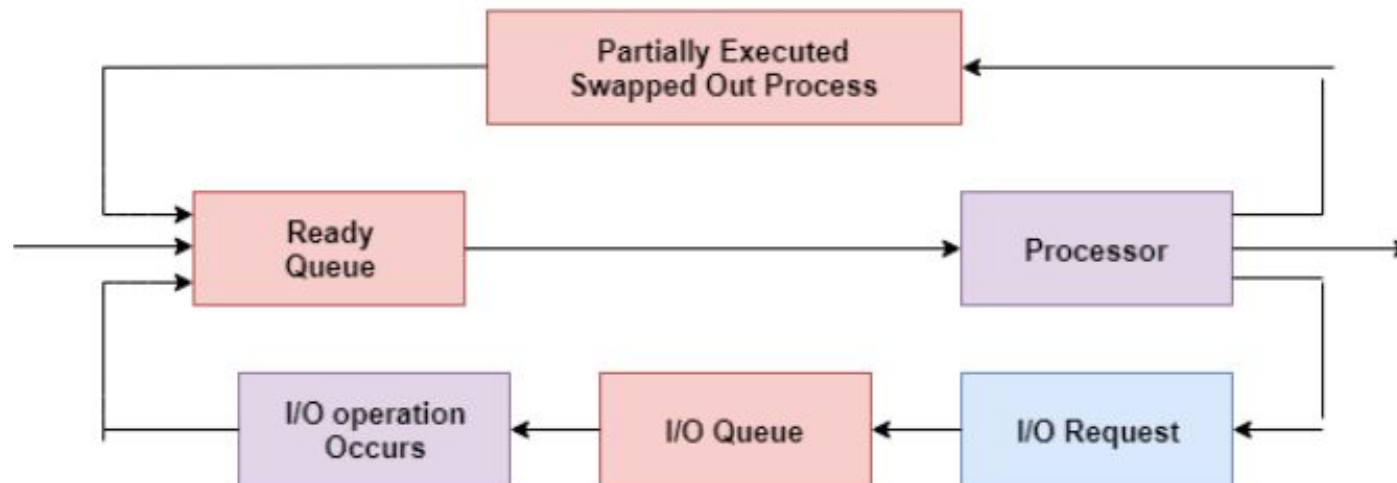 Partially Executed
Swapped Out Process
Ready
Queue
Processor
I/O operation
Occurs
I/O Queue
I/O Request